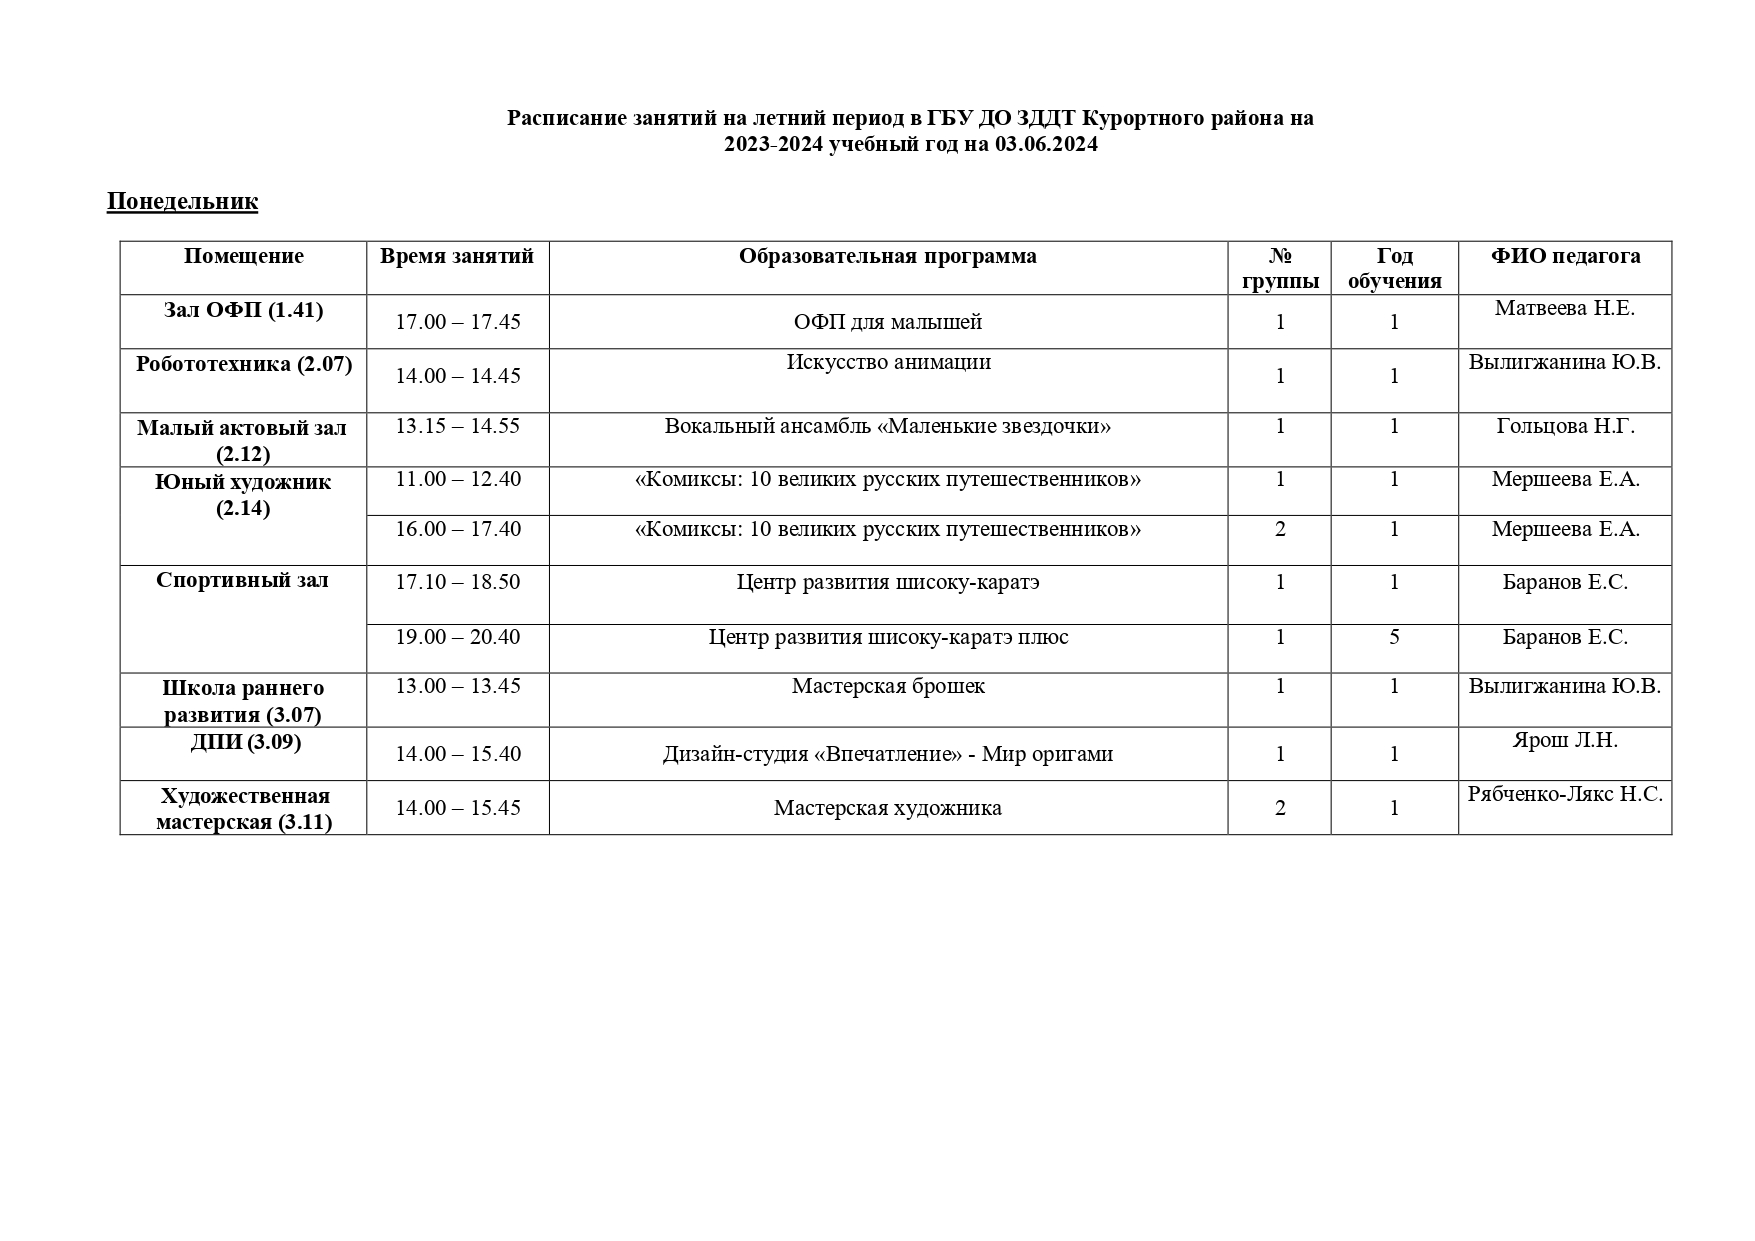 Расписание занятий на летний период в ГБУ ДО ЗДДТ Курортного района на
2023-2024 учебный год на 03.06.2024
Понедельник
Помещение Время занятий Образовательная программа № группы Год обучения ФИО педагога
Зал ОФП (1.41) 17.00 – 17.45 ОФП для малышей 1 1 Матвеева Н.Е.
Робототехника (2.07) 14.00 – 14.45 Искусство анимации 1 1 Вылигжанина Ю.В.
Малый актовый зал (2.12) 13.15 – 14.55 Вокальный ансамбль «Маленькие звездочки» 1 1 Гольцова Н.Г.
Юный художник (2.14) 11.00 – 12.40 «Комиксы: 10 великих русских путешественников» 1 1 Мершеева Е.А.
16.00 – 17.40 «Комиксы: 10 великих русских путешественников» 2 1 Мершеева Е.А.
Спортивный зал 17.10 – 18.50 Центр развития шисоку-каратэ 1 1 Баранов Е.С.
19.00 – 20.40 Центр развития шисоку-каратэ плюс 1 5 Баранов Е.С.
Школа раннего развития (3.07) 13.00 – 13.45 Мастерская брошек 1 1 Вылигжанина Ю.В.
ДПИ (3.09) 14.00 – 15.40 Дизайн-студия «Впечатление» - Мир оригами 1 1 Ярош Л.Н.
Художественная мастерская (3.11) 14.00 – 15.45 Мастерская художника 2 1 Рябченко-Лякс Н.С.